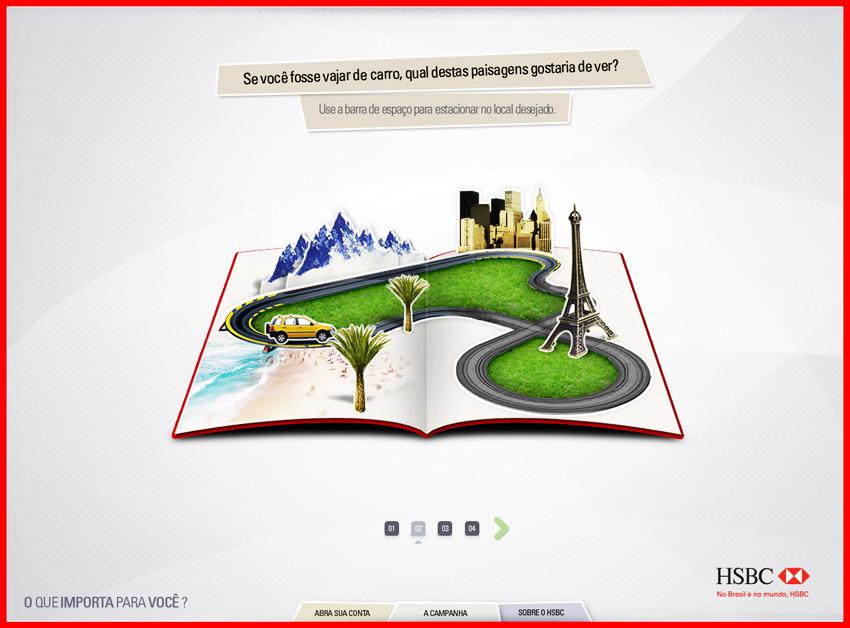 Se você fosse vajar de carro, qual destas paisagens gostaria de ver?
Use a barra de espaço para estacionar no local desejado.
01 02 03 04
HSBC
No Brasil e no mundo, HSBC
O QUE IMPORTA PARA VOCÊ ?
ABRA SUA CONTA A CAMPANHA SOBRE O HSBC